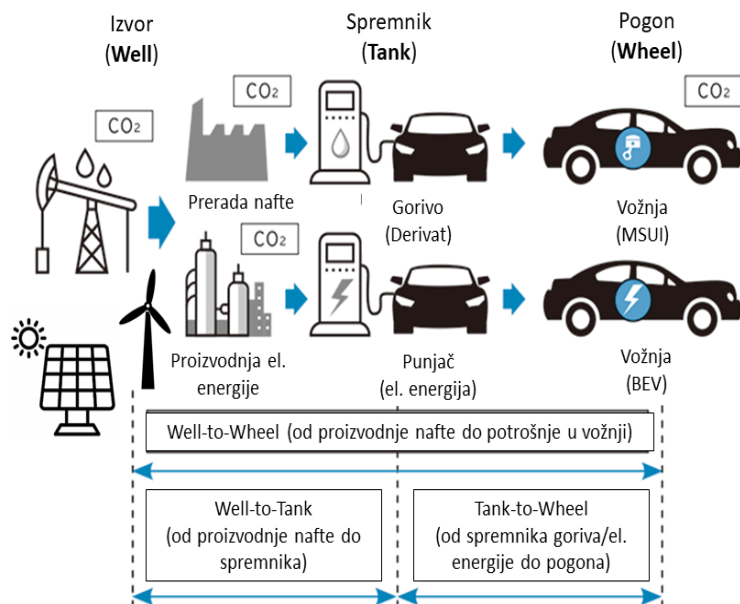 Izvor
(Well)
Spremnik
(Tank)
Pogon
(Wheel)
CO₂
CO₂
CO₂
Prerada nafte
Gorivo
(Derivat)
Vožnja
(MSUI)
CO₂
Proizvodnja el.
energije
Punjač
(el. energija)
Vožnja
(BEV)
Well-to-Wheel (od proizvodnje nafte do potrošnje u vožnji)
Well-to-Tank
(od proizvodnje nafte do
spremnika)
Tank-to-Wheel
(od spremnika goriva/el.
energije do pogona)